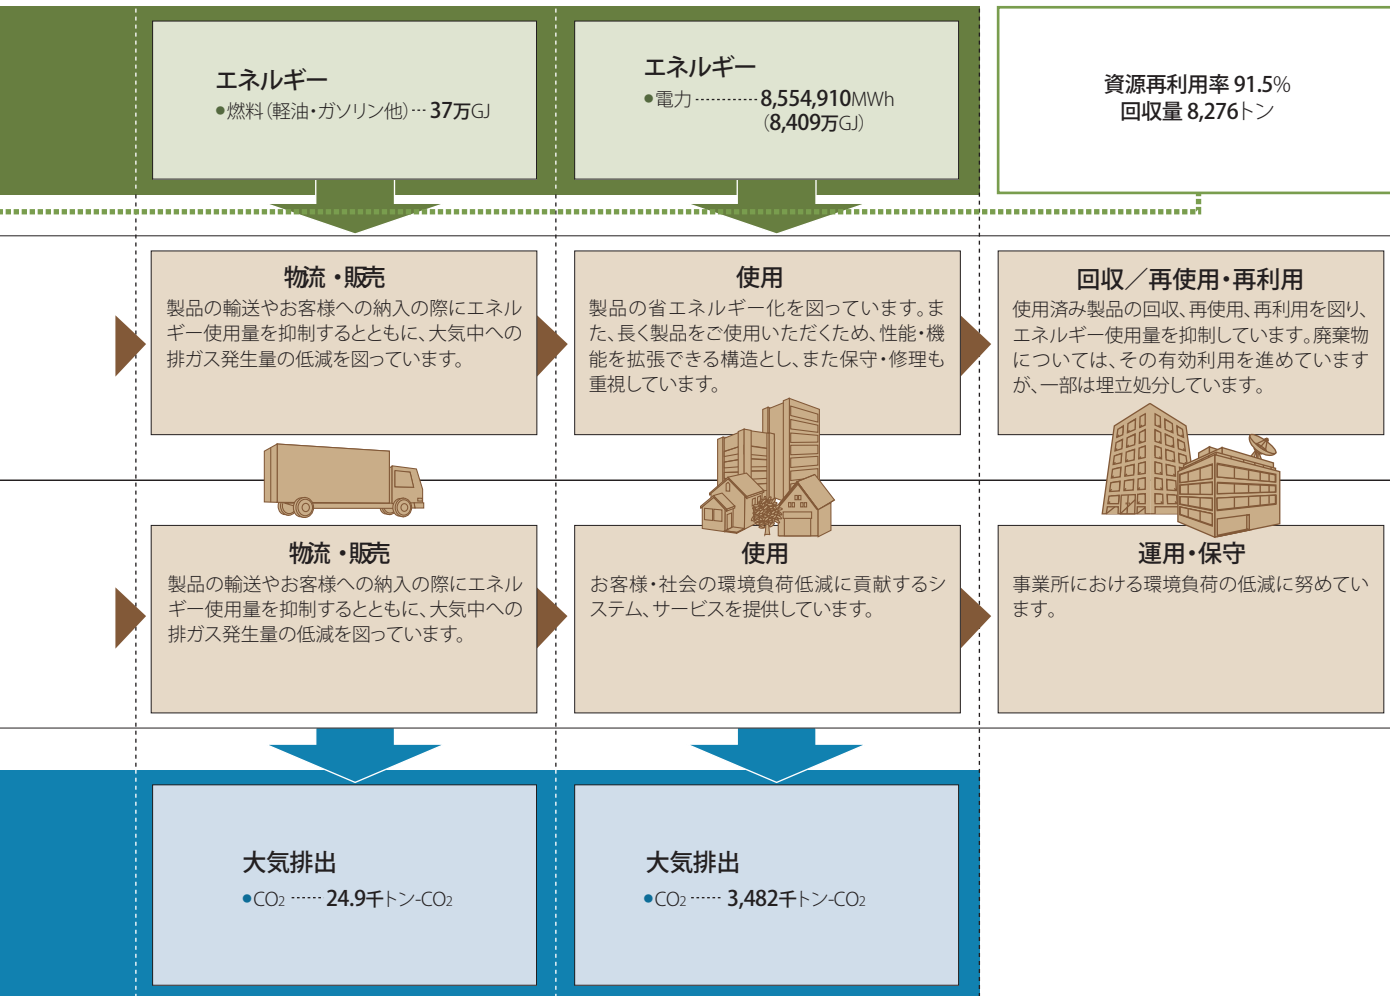 エネルギー
●燃料（軽油・ガソリン他）… 37万GJ
エネルギー
●電力 ………… 8,554,910MWh
（8,409万GJ）
資源再利用率 91.5%
回収量 8,276トン
物流・販売
製品の輸送やお客様への納入の際にエネル
ギー使用量を抑制するとともに、大気中への
排ガス発生量の低減を図っています。
使用
製品の省エネルギー化を図っています。ま
た、長く製品をご使用いただくため、性能・機
能を拡張できる構造とし、また保守・修理も
重視しています。
回収／再使用・再利用
使用済み製品の回収、再使用、再利用を図り、
エネルギー使用量を抑制しています。廃棄物
については、その有効利用を進めています
が、一部は埋立処分しています。
物流・販売
製品の輸送やお客様への納入の際にエネル
ギー使用量を抑制するとともに、大気中への
排ガス発生量の低減を図っています。
使用
お客様・社会の環境負荷低減に貢献するシ
ステム、サービスを提供しています。
運用・保守
事業所における環境負荷の低減に努めてい
ます。
大気排出
●CO2 …… 24.9千トン-CO2
大気排出
●CO2 …… 3,482千トン-CO2